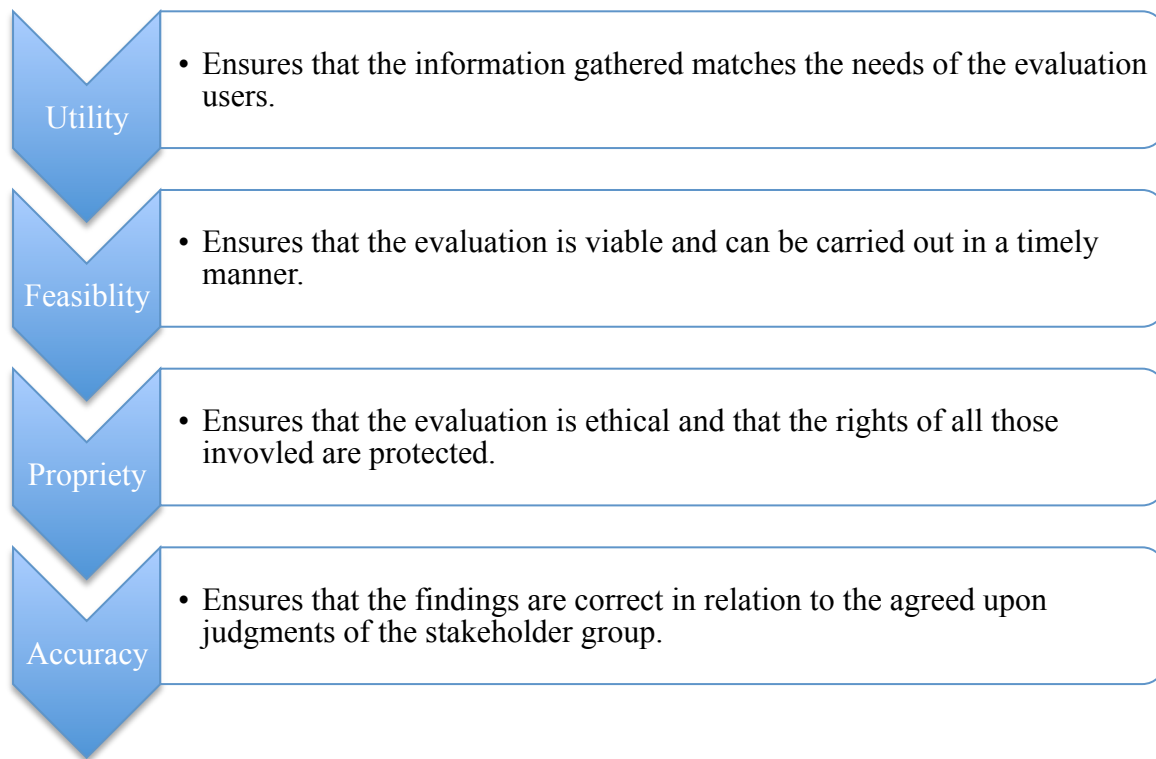 Utility
• Ensures that the information gathered matches the needs of the evaluation
users.
Feasiblity
• Ensures that the evaluation is viable and can be carried out in a timely
manner.
Propriety
• Ensures that the evaluation is ethical and that the rights of all those
invovled are protected.
Accuracy
• Ensures that the findings are correct in relation to the agreed upon
judgments of the stakeholder group.